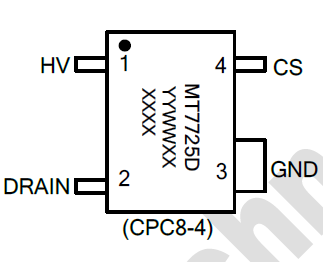 HV 1 4 CS
MT7725D
YYWWXX
XXXX
DRAIN 2 3 GND
(CPC8-4)